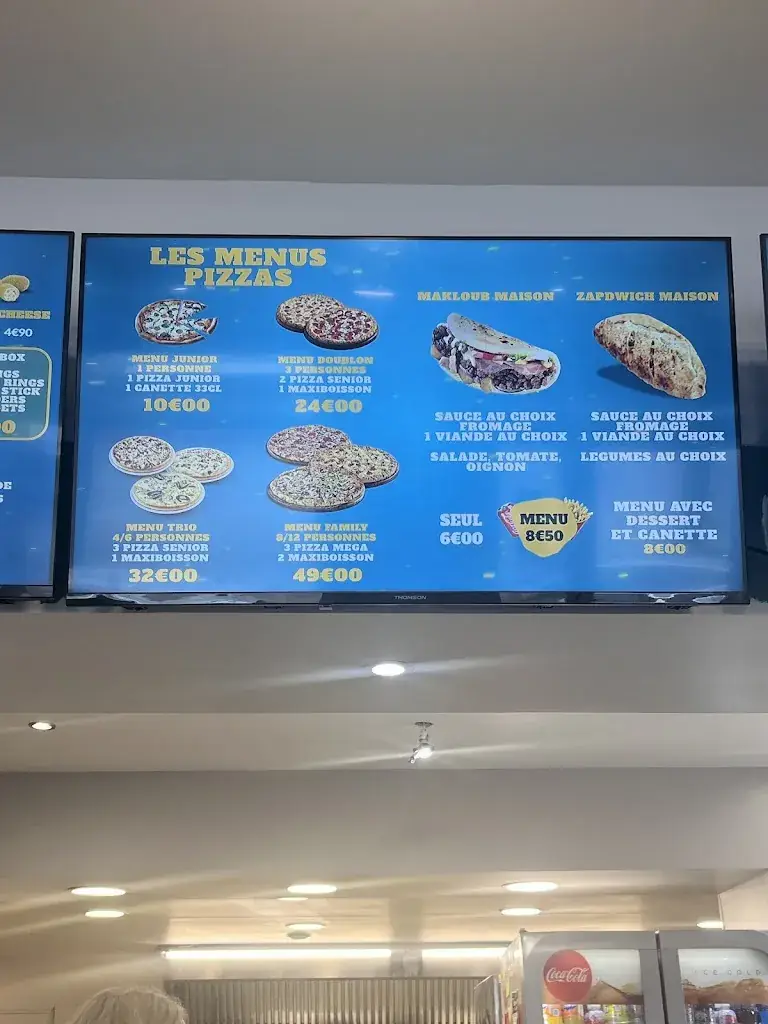 CHEESE
4€90
BOX
RINGS
STICK
LES MENUS
PIZZAS
MENU JUNIOR
1 PERSONNE
1 PIZZA JUNIOR
1 CANETTE 33CL
10€00
MENU DOUBLON
3 PERSONNES
2 PIZZA SENIOR
1 MAXIBOISSON
24€00
MENU TRIO
4/6 PERSONNES
3 PIZZA SENIOR
1 MAXIBOISSON
32€00
MENU FAMILY
8/12 PERSONNES
3 PIZZA MEGA
2 MAXIBOISSON
49€00
MAKLOUB MAISON
SAUCE AU CHOIX
FROMAGE
1 VIANDE AU CHOIX
SALADE, TOMATE,
OIGNON
ZAPDWICH MAISON
SAUCE AU CHOIX
FROMAGE
1 VIANDE AU CHOIX
LEGUMES AU CHOIX
SEUL
6€00
MENU
8€50
MENU AVEC
DESSERT
ET CANETTE
8€00
THOMSON
Coca-Cola
ICE COLD